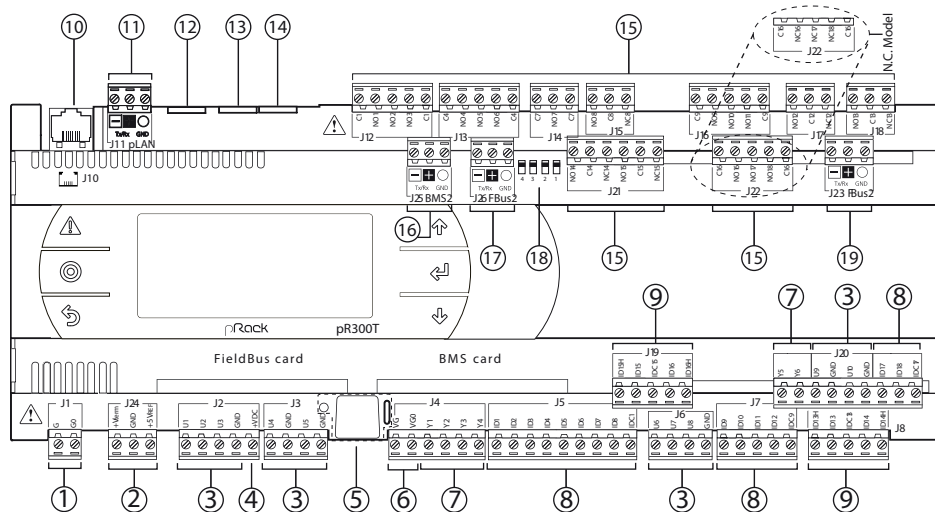 10 11 12 13 14 15
C15 NC16 NC17 NC18 C15
J22
N.C. Model
C1 NO1 NO2 NO3 C1
J12
C4 NO4 NO5 NO6 C4
J13
C7 NO7 C7
J14
NO8 C8 NC8
J15
C9 NO9 NO10 NO11 C9
J16
NO12 C12 NC12
J17
NO13 C13 NC13
J18
Tx/Rx GND
J11 pLAN
J10
Tx/Rx GND
J25 BMS2
Tx/Rx GND
J26 FBus2
4 3 2 1
NO14 C14 NC14 NO15 C15 NC15
J21
C16 NO16 NO17 NO18 C16
J22
Tx/Rx GND
J23 FBus2
16 17 18 15 15 19
pRack pR300T
9 7 3 8
FieldBus card BMS card
J19
ID15H ID15 IDC15 ID16 ID16H
J20
Y5 Y6 U9 GND U10 GND ID17 ID18 IDC17
J1
G G0
J24
+Vterm GND +5VREF
J2
U1 U2 U3 GND +VDC
J3
U4 GND U5 GND
J4
VG VG0 Y1 Y2 Y3 Y4
J5
ID1 ID2 ID3 ID4 ID5 ID6 ID7 ID8 IDC1
J6
U6 U7 U8 GND
J7
ID9 ID10 ID11 ID12 IDC9
J8
ID13H ID13 IDC13 ID14 ID14H
1 2 3 4 3 5 6 7 8 3 8 9